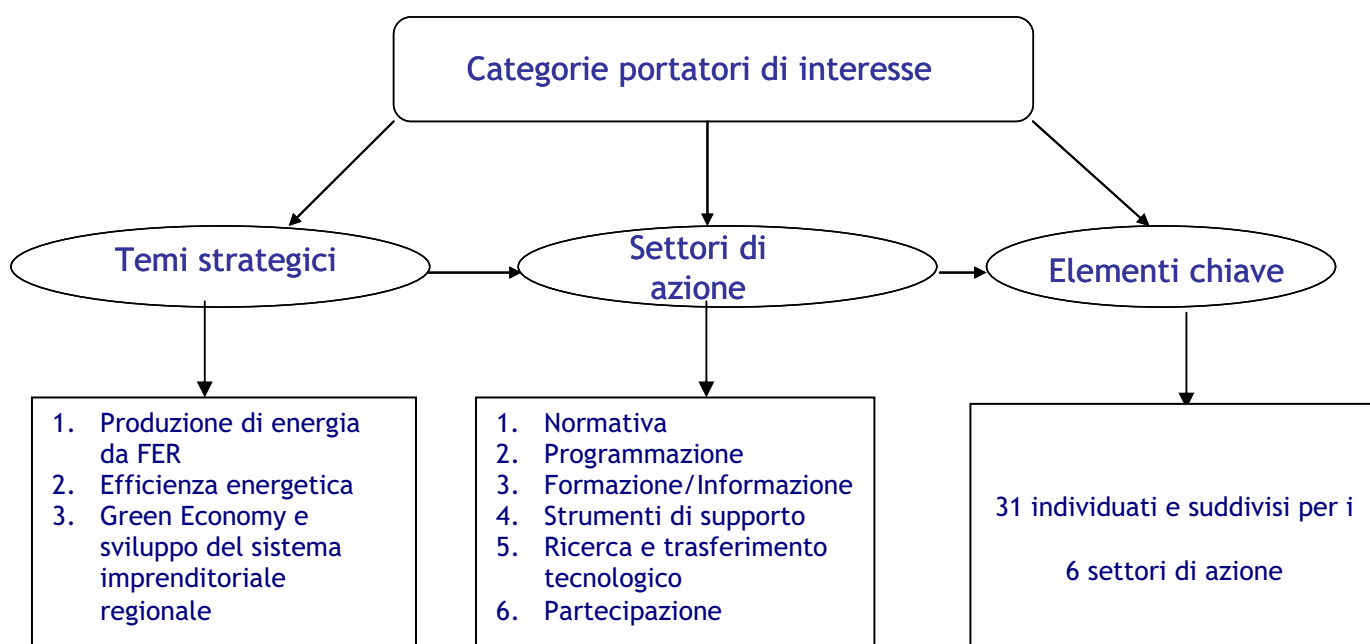 Categorie portatori di interesse
Temi strategici
Settori di
azione
Elementi chiave
1. Produzione di energia
da FER
2. Efficienza energetica
3. Green Economy e
sviluppo del sistema
imprenditoriale
regionale
1. Normativa
2. Programmazione
3. Formazione/Informazione
4. Strumenti di supporto
5. Ricerca e trasferimento
tecnologico
6. Partecipazione
31 individuati e suddivisi per i
6 settori di azione